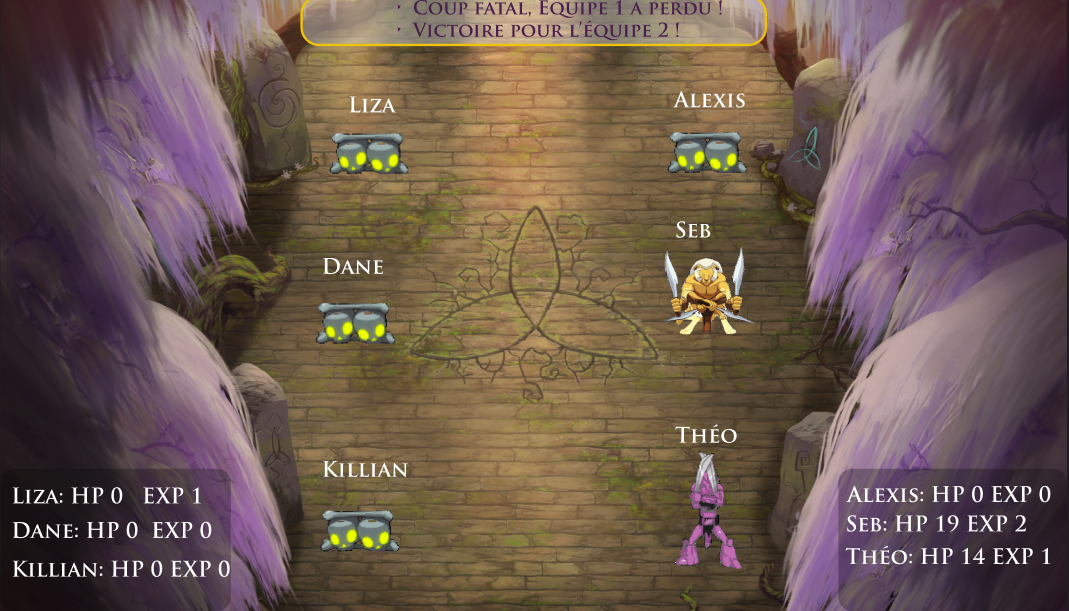 ‣ Coup fatal, Équipe 1 a perdu !
‣ Victoire pour l'équipe 2 !
Liza
Alexis
Seb
Dane
Théo
Killian
Liza: HP 0 EXP 1
Dane: HP 0 EXP 0
Killian: HP 0 EXP 0
Alexis: HP 0 EXP 0
Seb: HP 19 EXP 2
Théo: HP 14 EXP 1